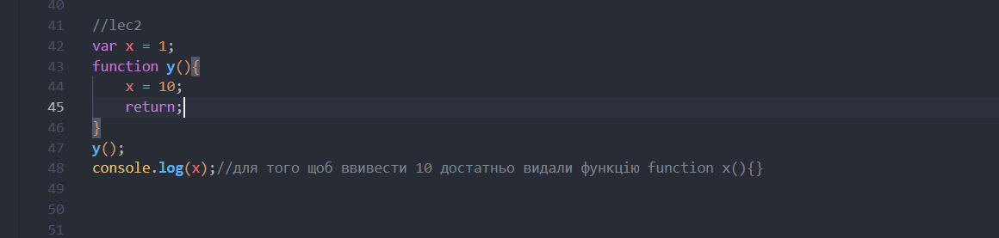 40
41 //lec2
42 var x = 1;
43 function y(){
44 x = 10;
45 return;
46 }
47 y();
48 console.log(x);//для того щоб ввивести 10 достатньо видали функцію function x(){}
49
50
51